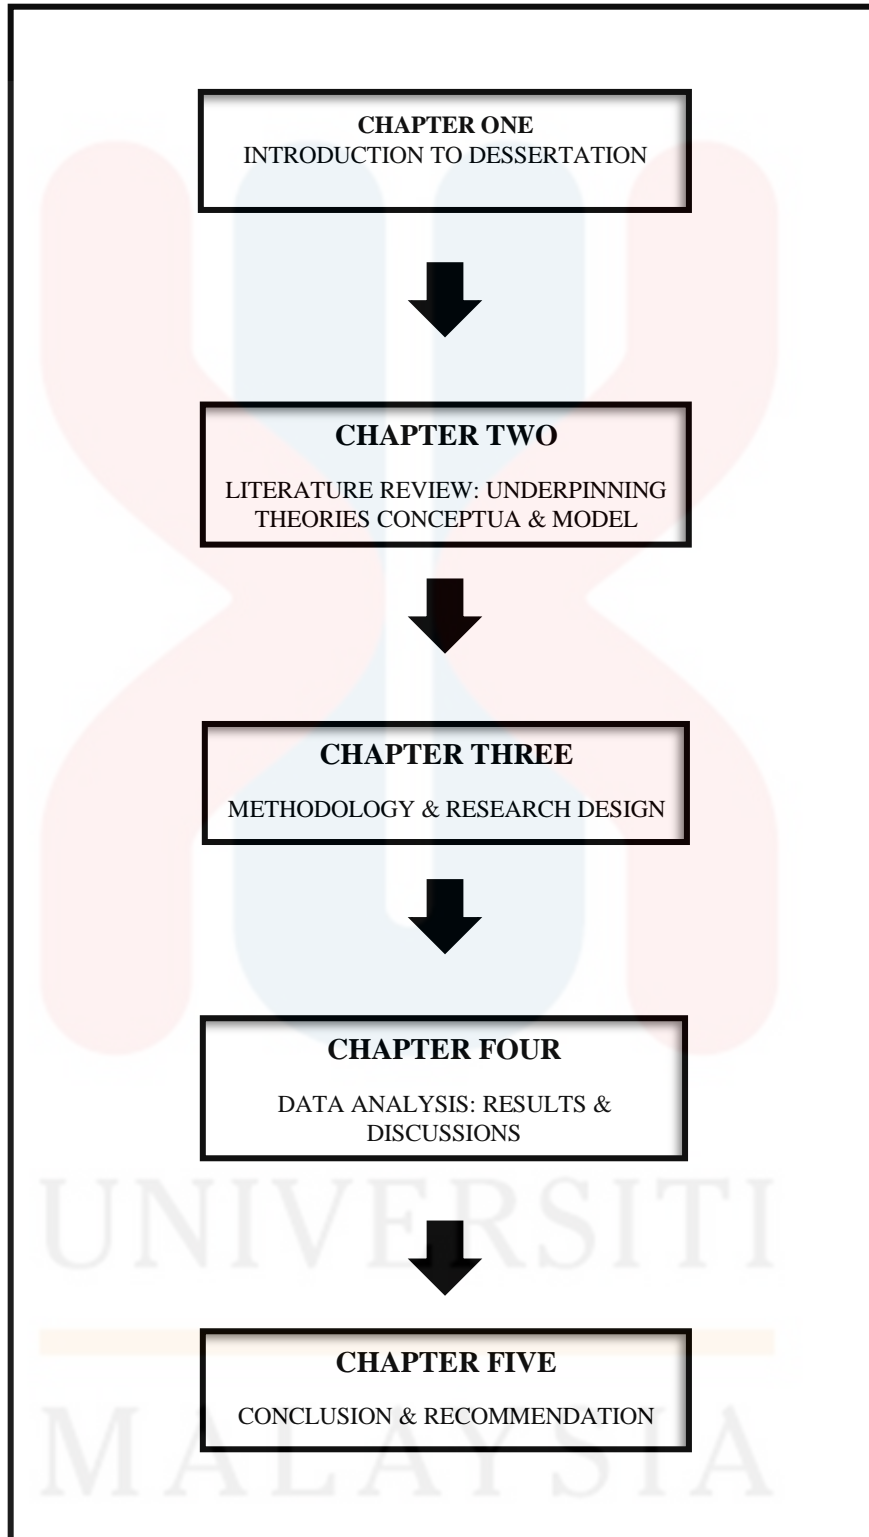 CHAPTER ONE
INTRODUCTION TO DESSERTATION
CHAPTER TWO
LITERATURE REVIEW: UNDERPINNING
THEORIES CONCEPTUA & MODEL
CHAPTER THREE
METHODOLOGY & RESEARCH DESIGN
CHAPTER FOUR
DATA ANALYSIS: RESULTS &
DISCUSSIONS
UNIVERSITI
CHAPTER FIVE
CONCLUSION & RECOMMENDATION
MALAYSIA